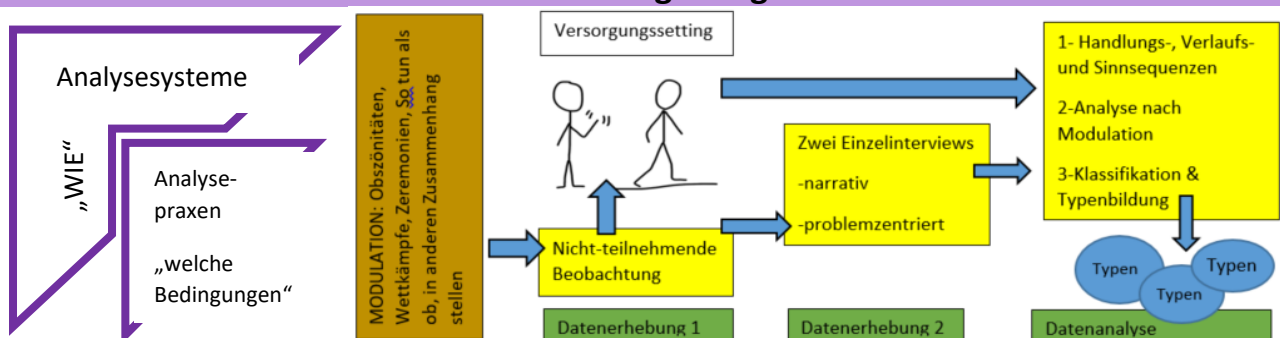 Analysesysteme
„WIE“
Analyse-
praxen
„welche
Bedingungen“
MODULATION: Obszönitäten,
Wettkämpfe, Zeremonien, So tun als
ob, in anderen Zusammenhang
stellen
Versorgungssetting
Nicht-teilnehmende
Beobachtung
Datenerhebung 1
Zwei Einzelinterviews
-narrativ
-problemzentriert
Datenerhebung 2
1- Handlungs-, Verlaufs-
und Sinnsequenzen
2-Analyse nach
Modulation
3-Klassifikation &
Typenbildung
Typen
Typen
Typen
Datenanalyse